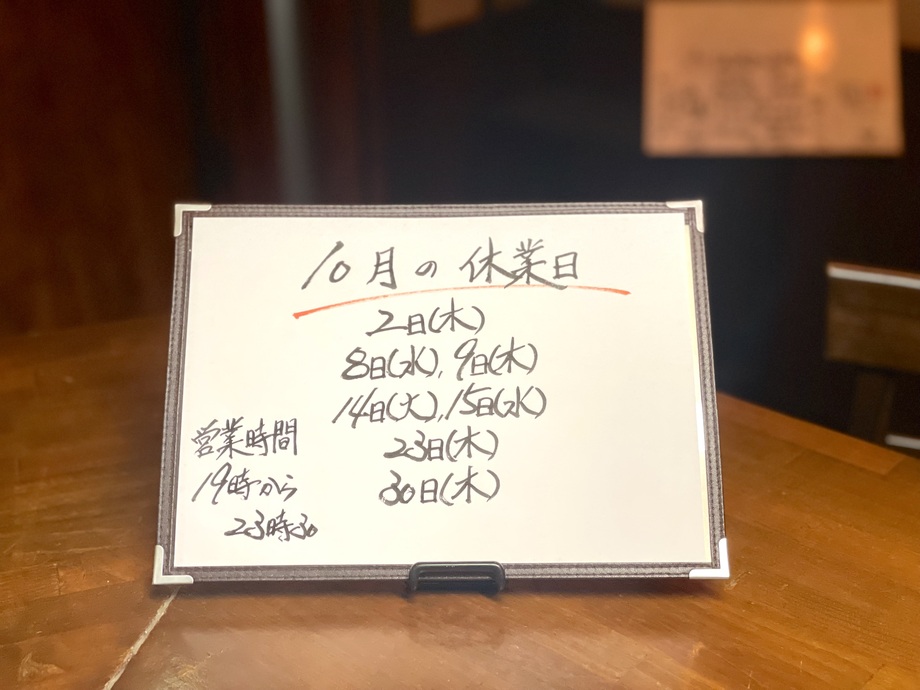 10月の休業日
2日(木)
8日(水),9日(木)
14日(火),15日(水)
23日(木)
30日(木)
営業時間
19時から
23時30